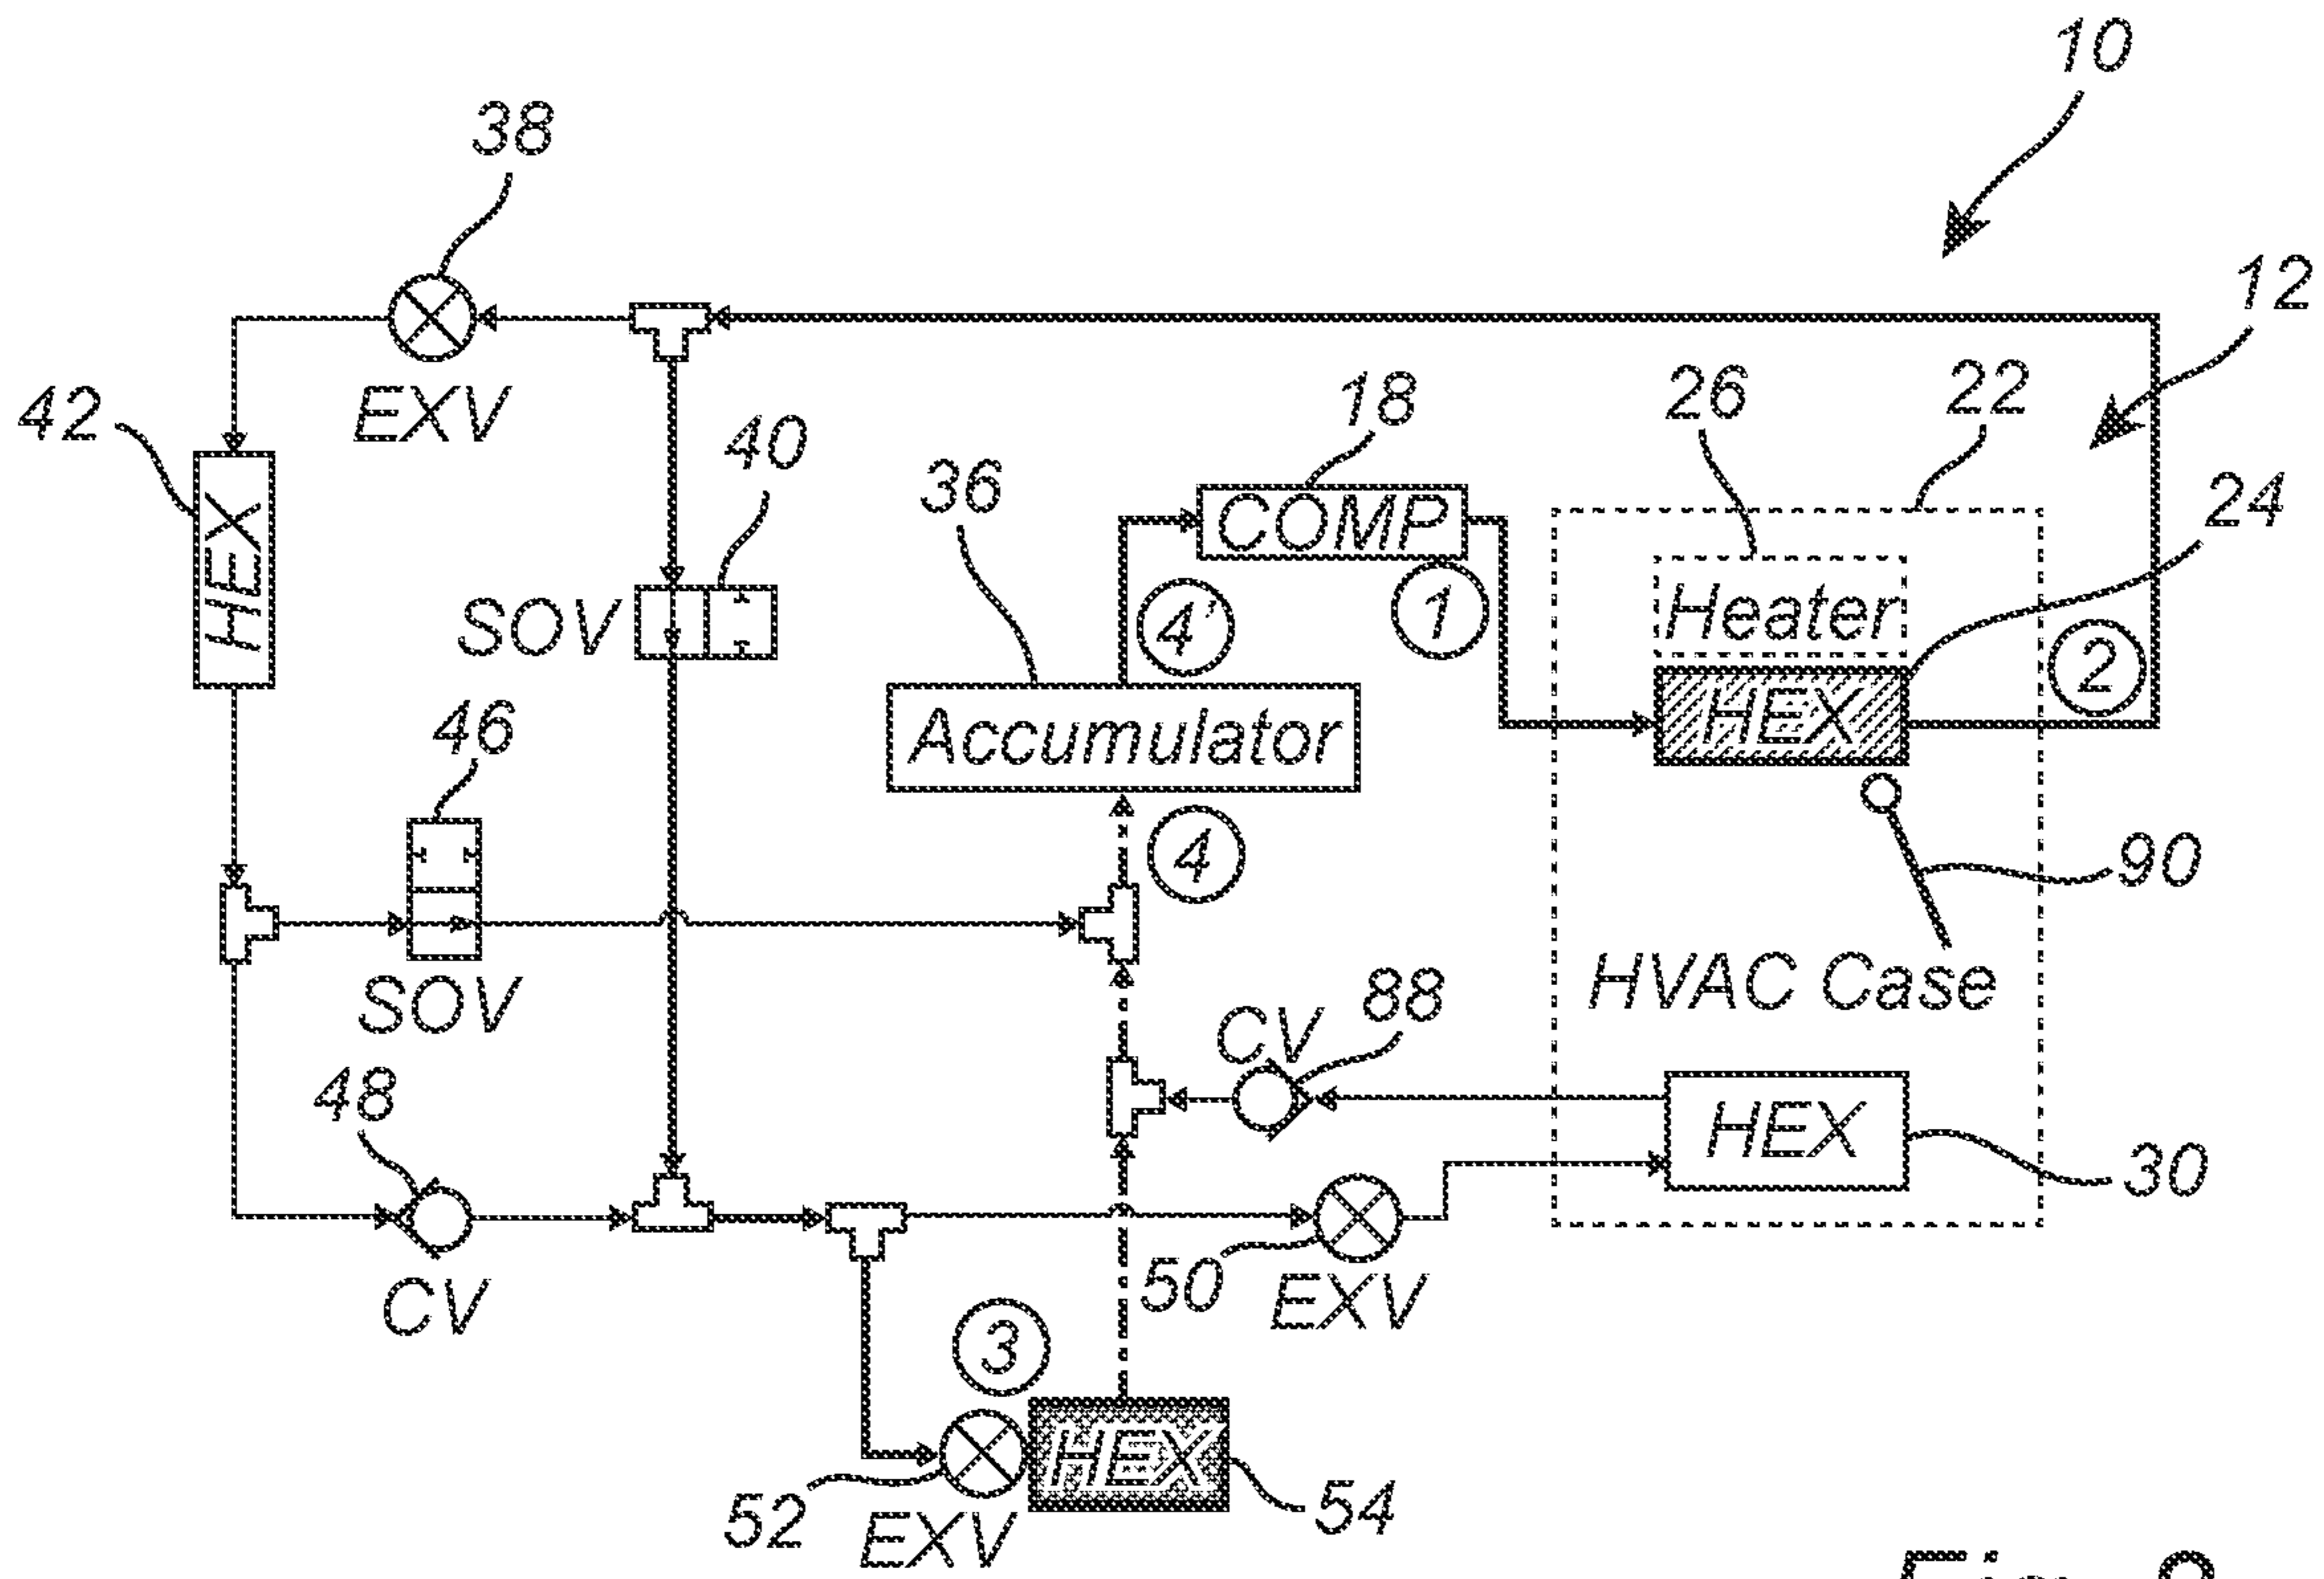 10
38
12
42
EXV
18
26
22
40
36
24
COMP
HEX
SOV
4'
1
Heater
2
HEX
46
Accumulator
4
90
HVAC Case
SOV
88
CV
48
HEX
30
50
CV
EXV
3
HEX
54
52
EXV